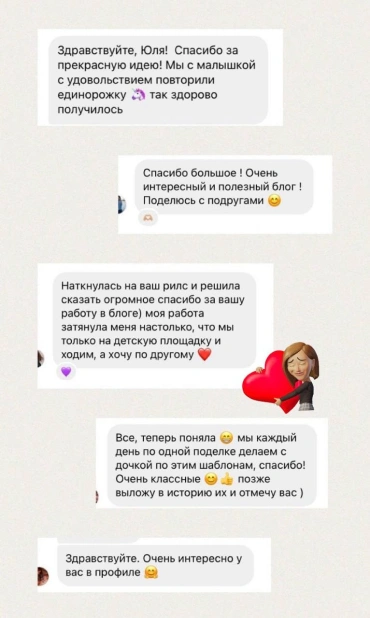 Здравствуйте, Юля! Спасибо за
прекрасную идею! Мы с малышкой
с удовольствием повторили
единорожку 🦄 так здорово
получилось
Спасибо большое ! Очень
интересный и полезный блог !
Поделюсь с подругами 😊
Наткнулась на ваш рилс и решила
сказать огромное спасибо за вашу
работу в блоге) моя работа
затянула меня настолько, что мы
только на детскую площадку и
ходим, а хочу по другому ❤️
Все, теперь поняла 😁 мы каждый
день по одной поделке делаем с
дочкой по этим шаблонам, спасибо!
Очень классные 😊 👍 позже
выложу в историю их и отмечу вас )
Здравствуйте. Очень интересно у
вас в профиле 🤗